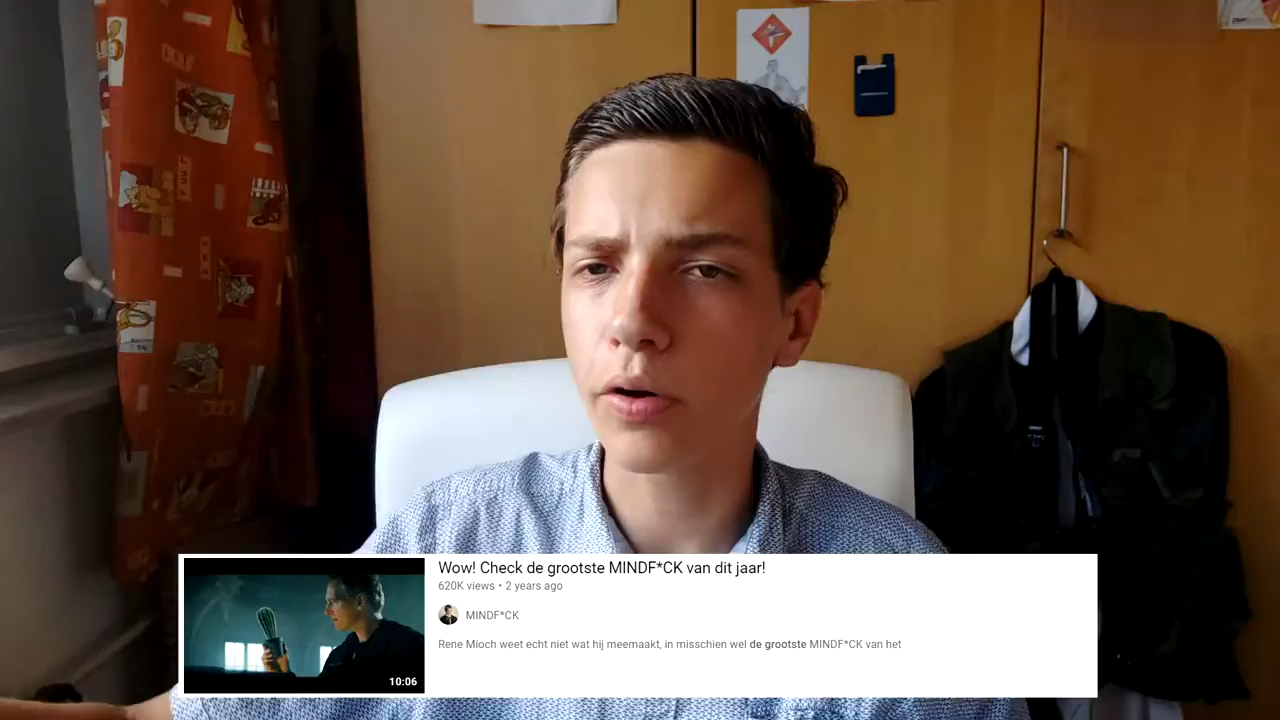 Wow! Check de grootste MINDF*CK van dit jaar!
620K views • 2 years ago
MINDF*CK
Rene Mioch weet echt niet wat hij meemaakt, in misschien wel de grootste MINDF*CK van het
10:06